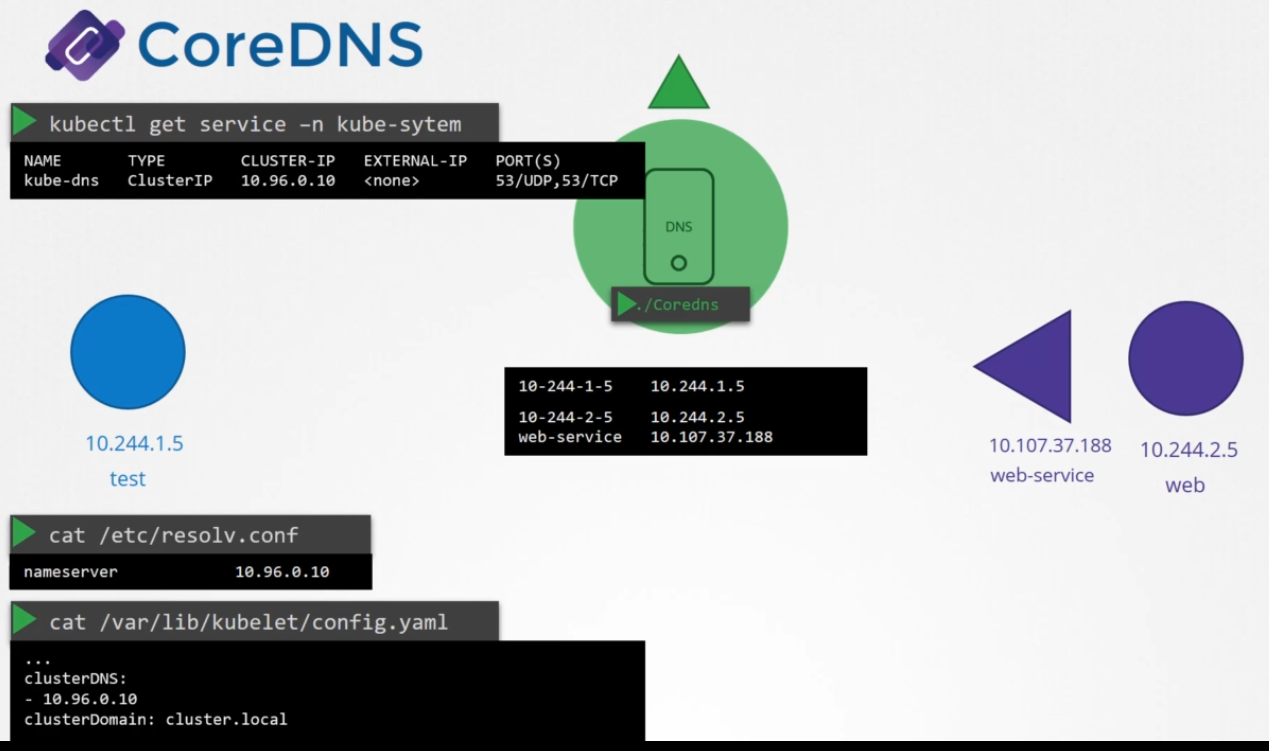 CoreDNS
kubectl get service –n kube-sytem
NAME TYPE CLUSTER-IP EXTERNAL-IP PORT(S)
kube-dns ClusterIP 10.96.0.10 <none> 53/UDP,53/TCP
DNS
./Coredns
10-244-1-5 10.244.1.5
10-244-2-5 10.244.2.5
web-service 10.107.37.188
10.244.1.5
test
10.107.37.188
web-service
10.244.2.5
web
cat /etc/resolv.conf
nameserver 10.96.0.10
cat /var/lib/kubelet/config.yaml
...
clusterDNS:
- 10.96.0.10
clusterDomain: cluster.local